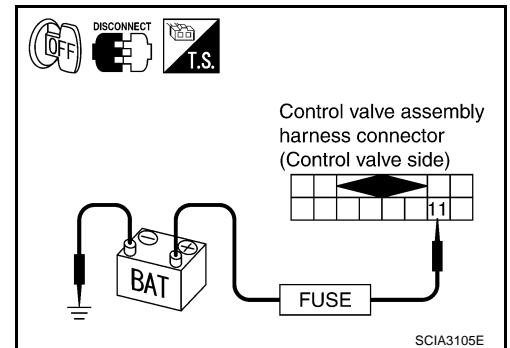 OFF
DISCONNECT
T.S.
Control valve assembly
harness connector
(Control valve side)
11
BAT
FUSE
SCIA3105E